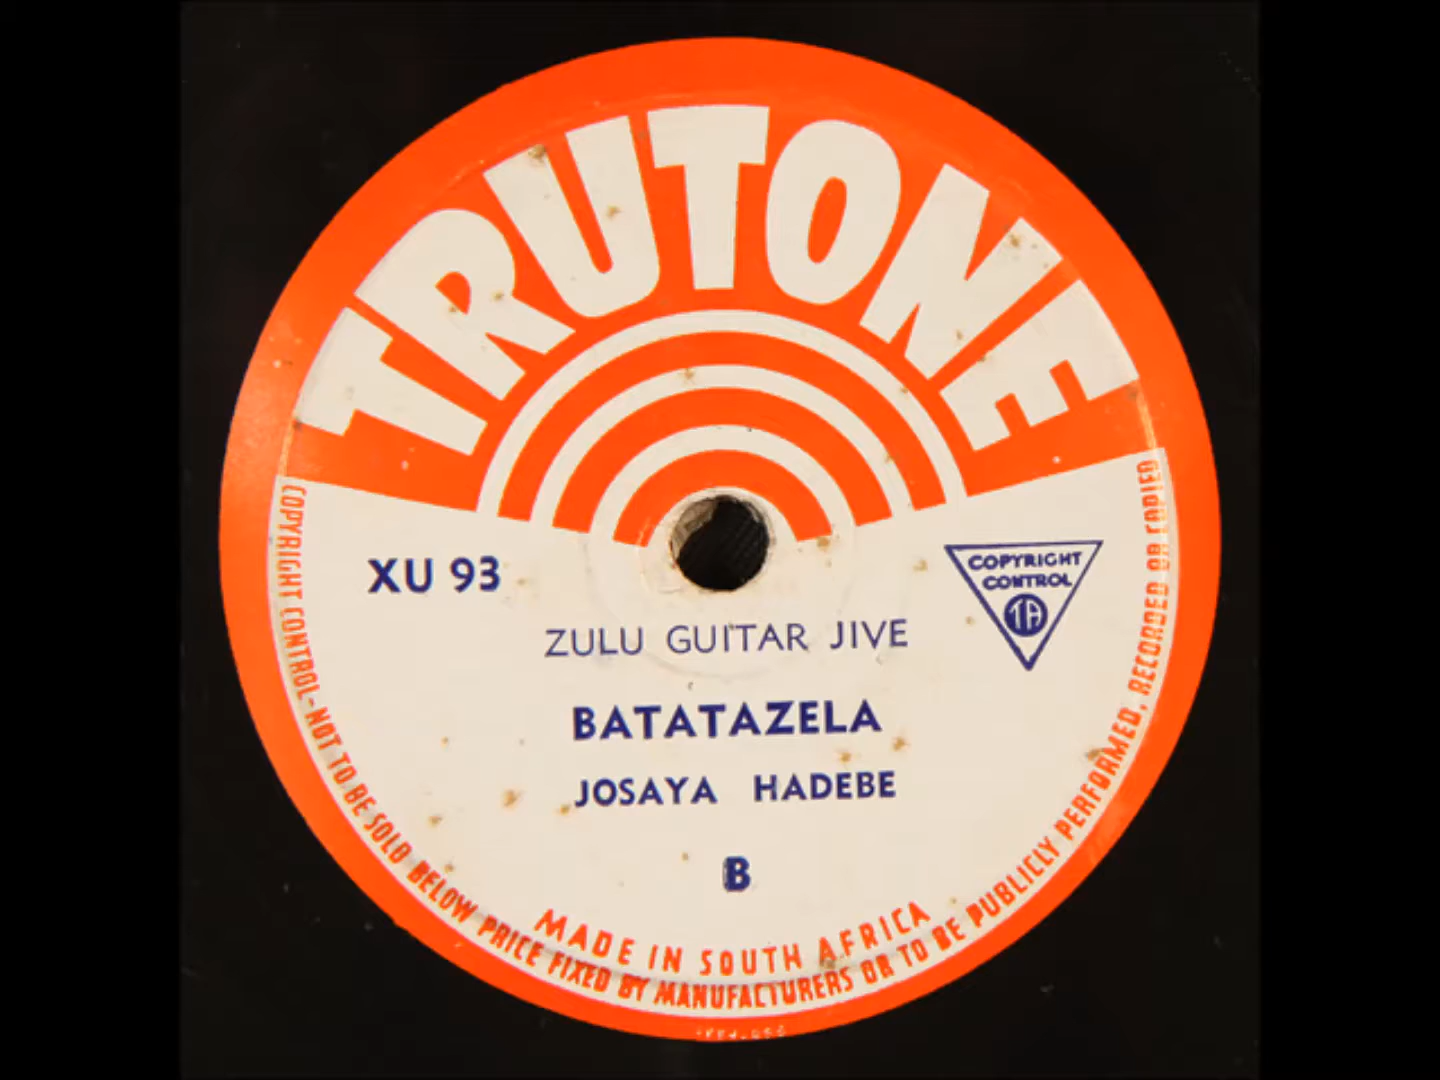 TRUTONE
XU 93
COPYRIGHT
CONTROL
TA
ZULU GUITAR JIVE
BATATAZELA
JOSAYA HADEBE
B
MADE IN SOUTH AFRICA
COPYRIGHT CONTROL-NOT TO BE SOLD BELOW PRICE FIXED BY MANUFACTURERS OR TO BE PUBLICLY PERFORMED, RECORDED OR COPIED